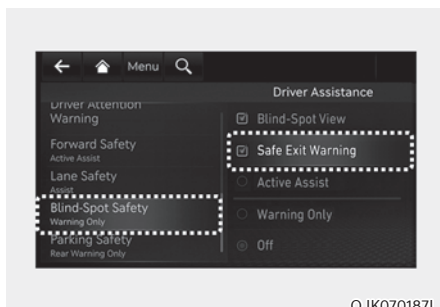 Menu
Driver Assistance
Driver Attention
Warning
Forward Safety
Active Assist
Lane Safety
Assist
Blind-Spot Safety
Warning Only
Parking Safety
Rear Warning Only
Blind-Spot View
Safe Exit Warning
Active Assist
Warning Only
Off